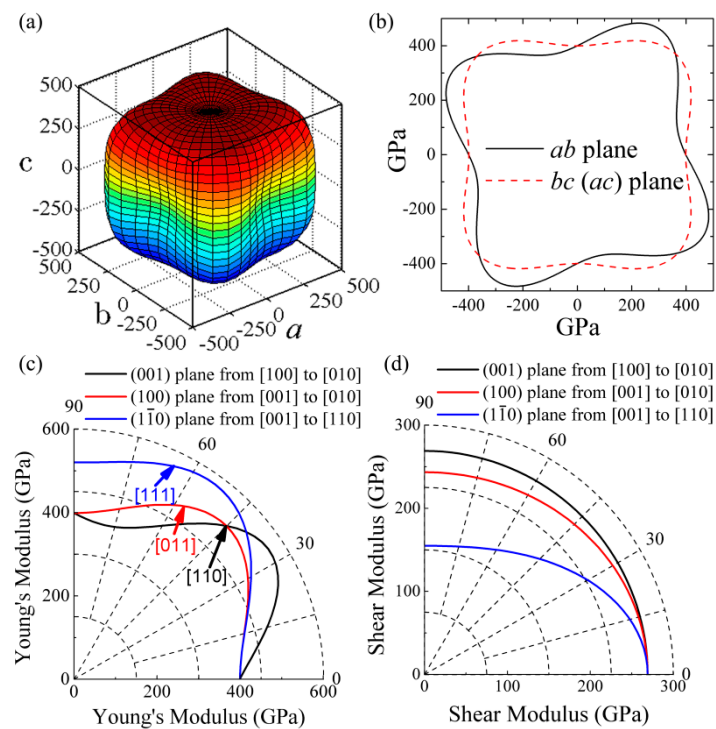 (a)
500
250
0
-250
-500
c
500
250
0
-250
-500
b
-500
-250
0
250
500
a
(b)
400
200
0
-200
-400
GPa
-400 -200 0 200 400
GPa
ab plane
bc (ac) plane
(c)
(001) plane from [100] to [010]
(100) plane from [001] to [010]
(11̄0) plane from [001] to [110]
90
60
30
0
600
400
200
0
Young's Modulus (GPa)
[111]
[011]
[110]
0 200 400 600
Young's Modulus (GPa)
(d)
(001) plane from [100] to [010]
(100) plane from [001] to [010]
(11̄0) plane from [001] to [110]
90
60
30
0
300
200
100
0
Shear Modulus (GPa)
0 100 200 300
Shear Modulus (GPa)